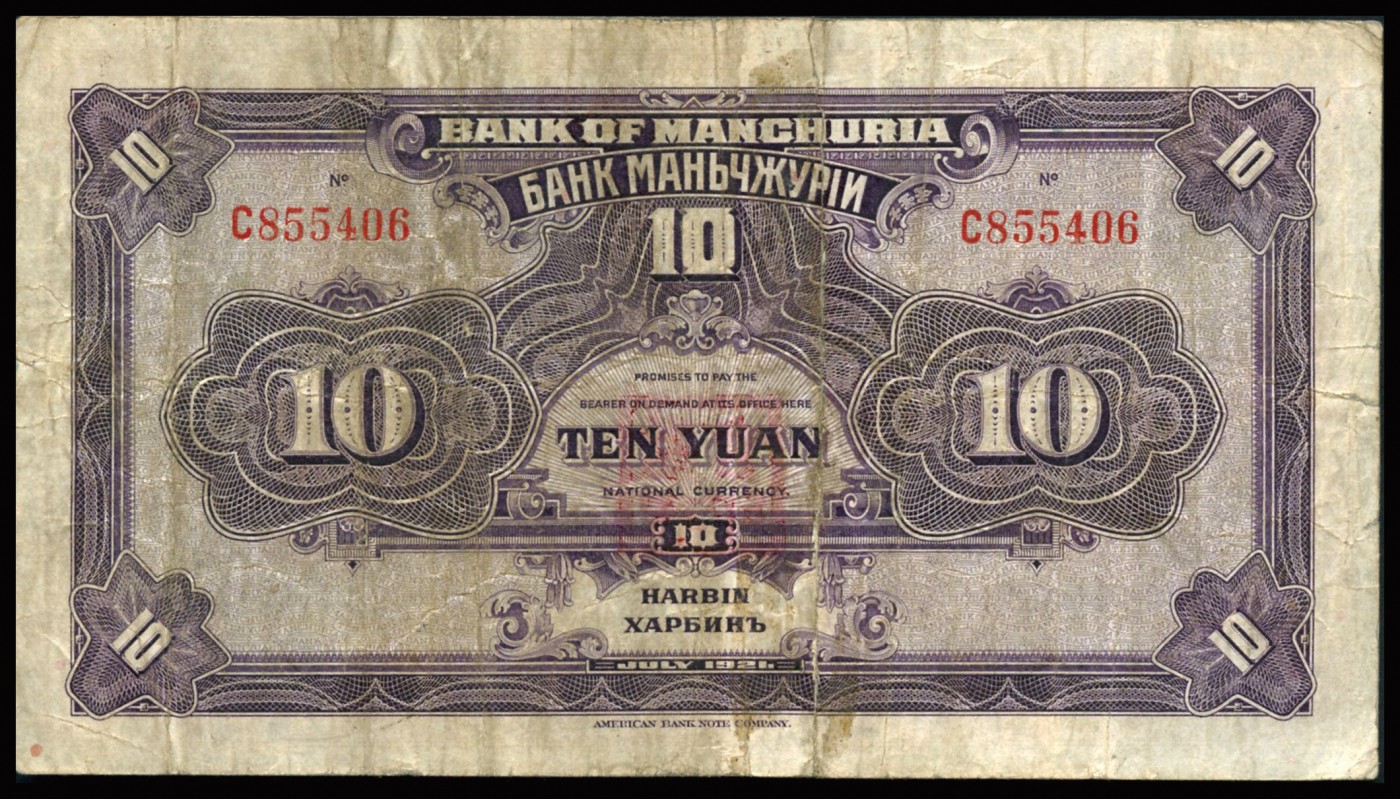 BANK OF MANCHURIA
БАНК МАНЬЧЖУРІИ
10
10
10
Nº
Nº
C855406
C855406
PROMISES TO PAY THE
BEARER ON DEMAND AT ITS OFFICE HERE
10
TEN YUAN
10
NATIONAL CURRENCY.
10
HARBIN
ХАРБИНЪ
10
10
JULY 1921.
AMERICAN BANK NOTE COMPANY.